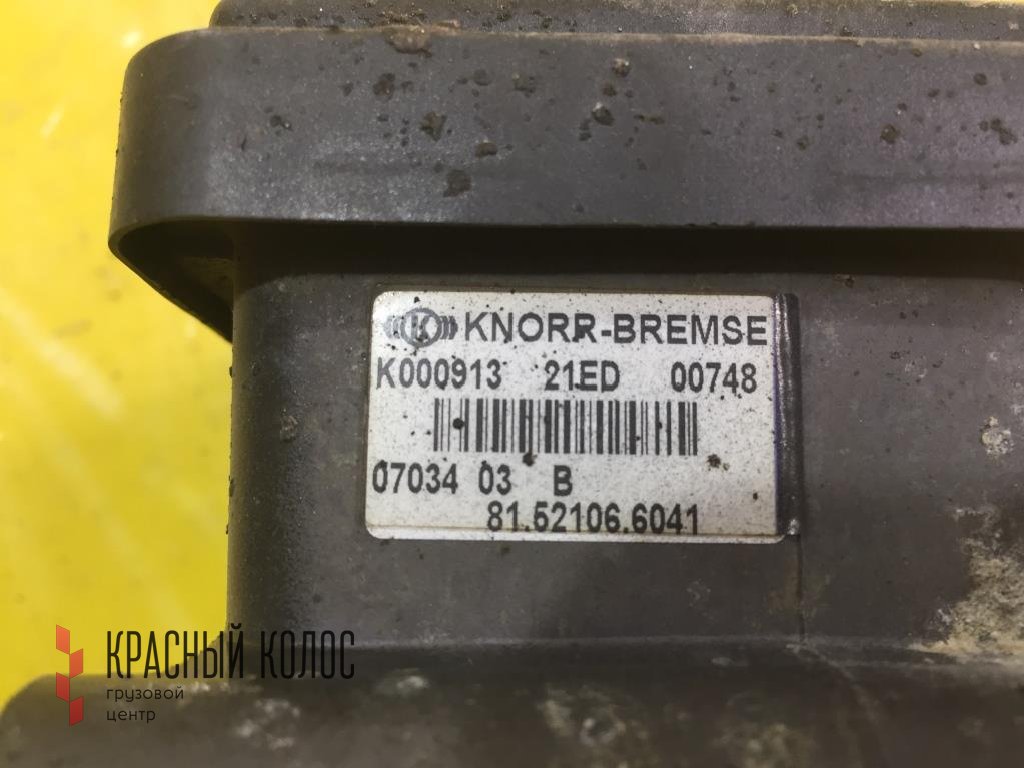 KNORR-BREMSE
K000913 21ED 00748
07034 03 B
81.52106.6041
КРАСНЫЙ КОЛОС
грузовой
центр